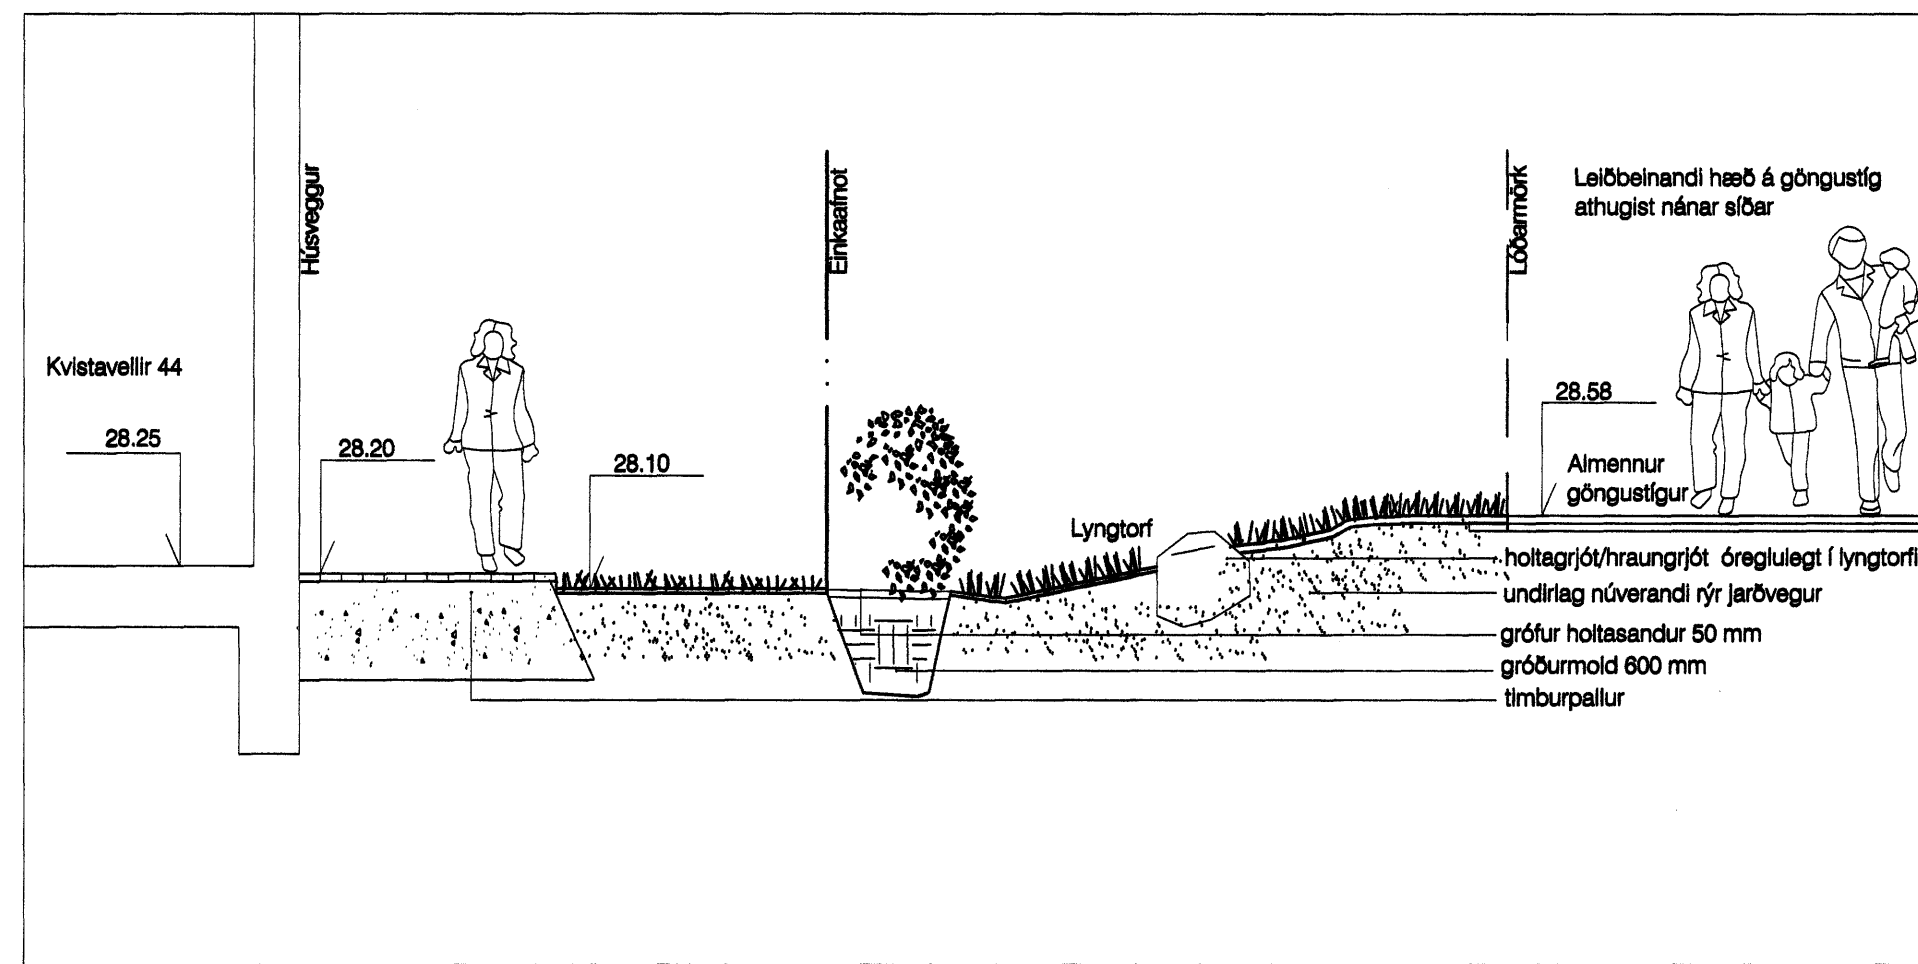 Húsveggur
Einkaafnot
Lóðarmörk
Leiðbeinandi hæð á göngustíg
athugist nánar síðar
Kvistavellir 44
28.25
28.20
28.10
28.58
Almennur
göngustígur
Lyngtorf
holtagrjót/hraungrjót óreglulegt í lyngtorfi
undirlag núverandi rýr jarðvegur
grófur holtasandur 50 mm
gróðurmold 600 mm
timburpallur